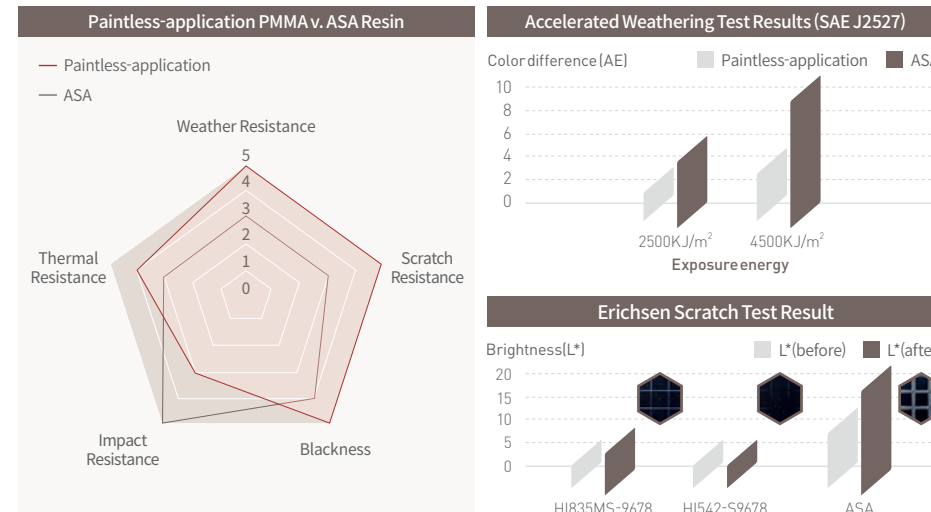 Paintless-application PMMA v. ASA Resin
Paintless-application
ASA
Weather Resistance
5
4
3
2
1
0
Thermal
Resistance
Scratch
Resistance
Impact
Resistance
Blackness
Accelerated Weathering Test Results (SAE J2527)
Color difference (AE)
Paintless-application
ASA
10
8
6
4
2
0
2500KJ/m²
4500KJ/m²
Exposure energy
Erichsen Scratch Test Result
Brightness(L*)
L*(before)
L*(afte
20
15
10
5
0
HI835MS-9678
HI542-S9678
ASA